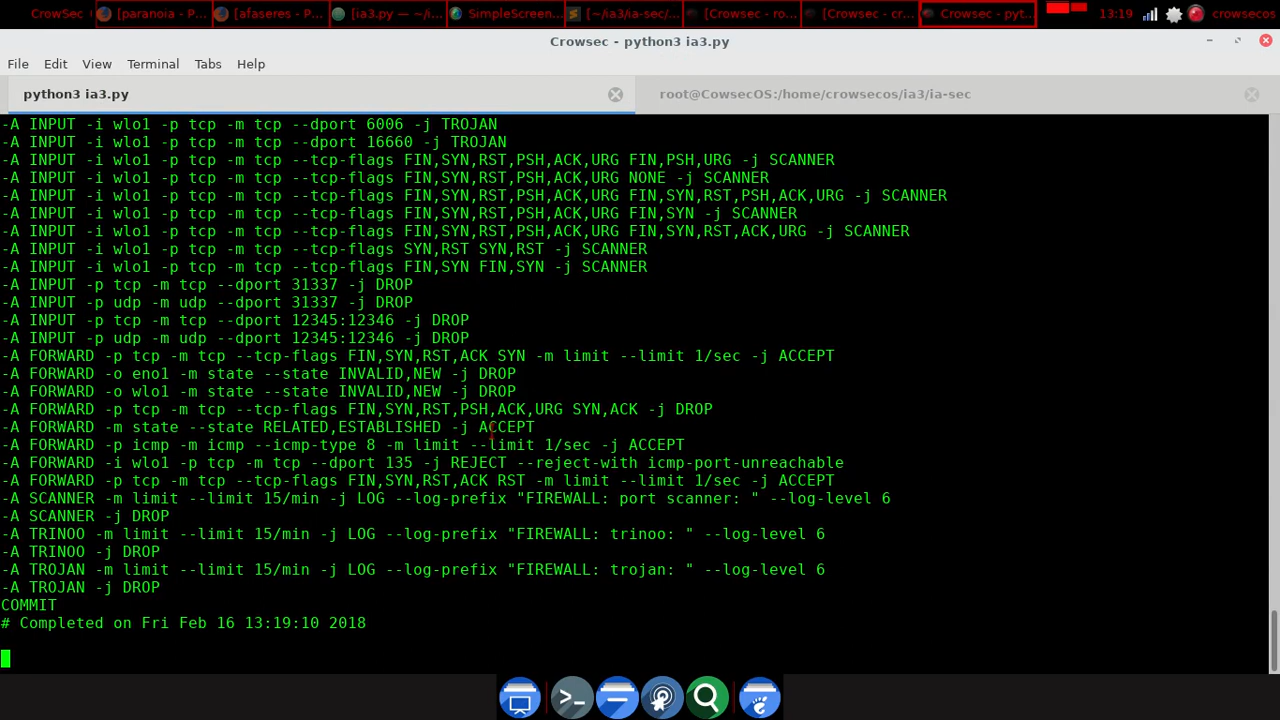 CrowSec
[paranoia - P...
[afaseres - P...
[ia3.py — ~/i...
SimpleScreen...
[~/ia3/ia-sec/...
[Crowsec - ro...
[Crowsec - cr...
Crowsec - pyt...
13:19
crowsecos
Crowsec - python3 ia3.py
File Edit View Terminal Tabs Help
python3 ia3.py
root@CowsecOS:/home/crowsecos/ia3/ia-sec
-A INPUT -i wlo1 -p tcp -m tcp --dport 6006 -j TROJAN
-A INPUT -i wlo1 -p tcp -m tcp --dport 16660 -j TROJAN
-A INPUT -i wlo1 -p tcp -m tcp --tcp-flags FIN,SYN,RST,PSH,ACK,URG FIN,PSH,URG -j SCANNER
-A INPUT -i wlo1 -p tcp -m tcp --tcp-flags FIN,SYN,RST,PSH,ACK,URG NONE -j SCANNER
-A INPUT -i wlo1 -p tcp -m tcp --tcp-flags FIN,SYN,RST,PSH,ACK,URG FIN,SYN,RST,PSH,ACK,URG -j SCANNER
-A INPUT -i wlo1 -p tcp -m tcp --tcp-flags FIN,SYN,RST,PSH,ACK,URG FIN,SYN -j SCANNER
-A INPUT -i wlo1 -p tcp -m tcp --tcp-flags FIN,SYN,RST,PSH,ACK,URG FIN,SYN,RST,ACK,URG -j SCANNER
-A INPUT -i wlo1 -p tcp -m tcp --tcp-flags SYN,RST SYN,RST -j SCANNER
-A INPUT -i wlo1 -p tcp -m tcp --tcp-flags FIN,SYN FIN,SYN -j SCANNER
-A INPUT -p tcp -m tcp --dport 31337 -j DROP
-A INPUT -p udp -m udp --dport 31337 -j DROP
-A INPUT -p tcp -m tcp --dport 12345:12346 -j DROP
-A INPUT -p udp -m udp --dport 12345:12346 -j DROP
-A FORWARD -p tcp -m tcp --tcp-flags FIN,SYN,RST,ACK SYN -m limit --limit 1/sec -j ACCEPT
-A FORWARD -o eno1 -m state --state INVALID,NEW -j DROP
-A FORWARD -o wlo1 -m state --state INVALID,NEW -j DROP
-A FORWARD -p tcp -m tcp --tcp-flags FIN,SYN,RST,PSH,ACK,URG SYN,ACK -j DROP
-A FORWARD -m state --state RELATED,ESTABLISHED -j ACCEPT
-A FORWARD -p icmp -m icmp --icmp-type 8 -m limit --limit 1/sec -j ACCEPT
-A FORWARD -i wlo1 -p tcp -m tcp --dport 135 -j REJECT --reject-with icmp-port-unreachable
-A FORWARD -p tcp -m tcp --tcp-flags FIN,SYN,RST,ACK RST -m limit --limit 1/sec -j ACCEPT
-A SCANNER -m limit --limit 15/min -j LOG --log-prefix "FIREWALL: port scanner: " --log-level 6
-A SCANNER -j DROP
-A TRINOO -m limit --limit 15/min -j LOG --log-prefix "FIREWALL: trinoo: " --log-level 6
-A TRINOO -j DROP
-A TROJAN -m limit --limit 15/min -j LOG --log-prefix "FIREWALL: trojan: " --log-level 6
-A TROJAN -j DROP
COMMIT
# Completed on Fri Feb 16 13:19:10 2018